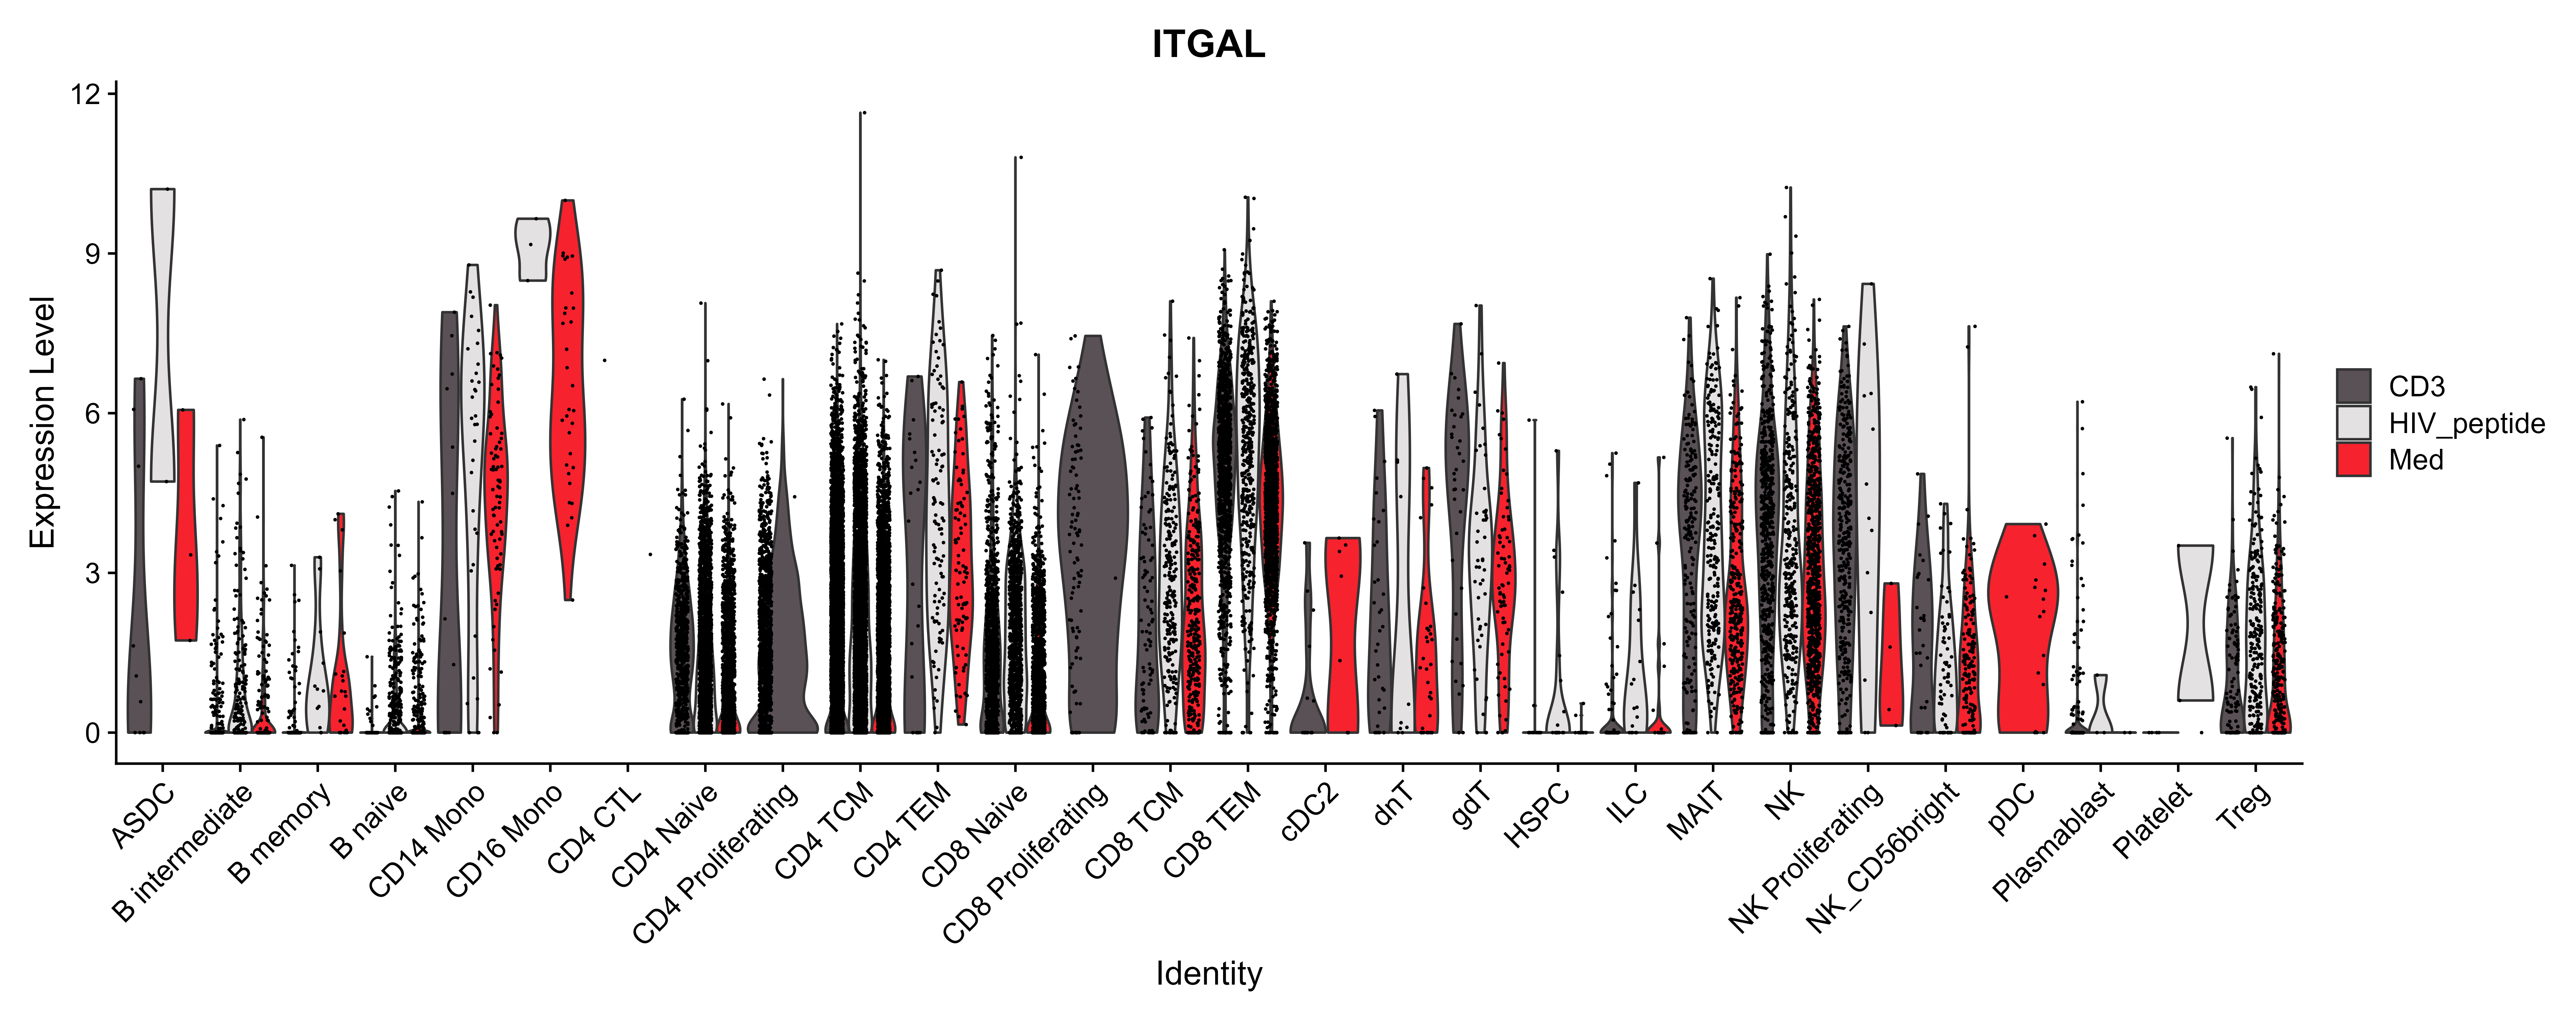 ITGAL
Expression Level
12
9
6
3
0
ASDC
B intermediate
B memory
B naive
CD14 Mono
CD16 Mono
CD4 CTL
CD4 Naive
CD4 Proliferating
CD4 TCM
CD4 TEM
CD8 Naive
CD8 Proliferating
CD8 TCM
CD8 TEM
cDC2
dnT
gdT
HSPC
ILC
MAIT
NK
NK Proliferating
NK_CD56bright
pDC
Plasmablast
Platelet
Treg
Identity
CD3
HIV_peptide
Med